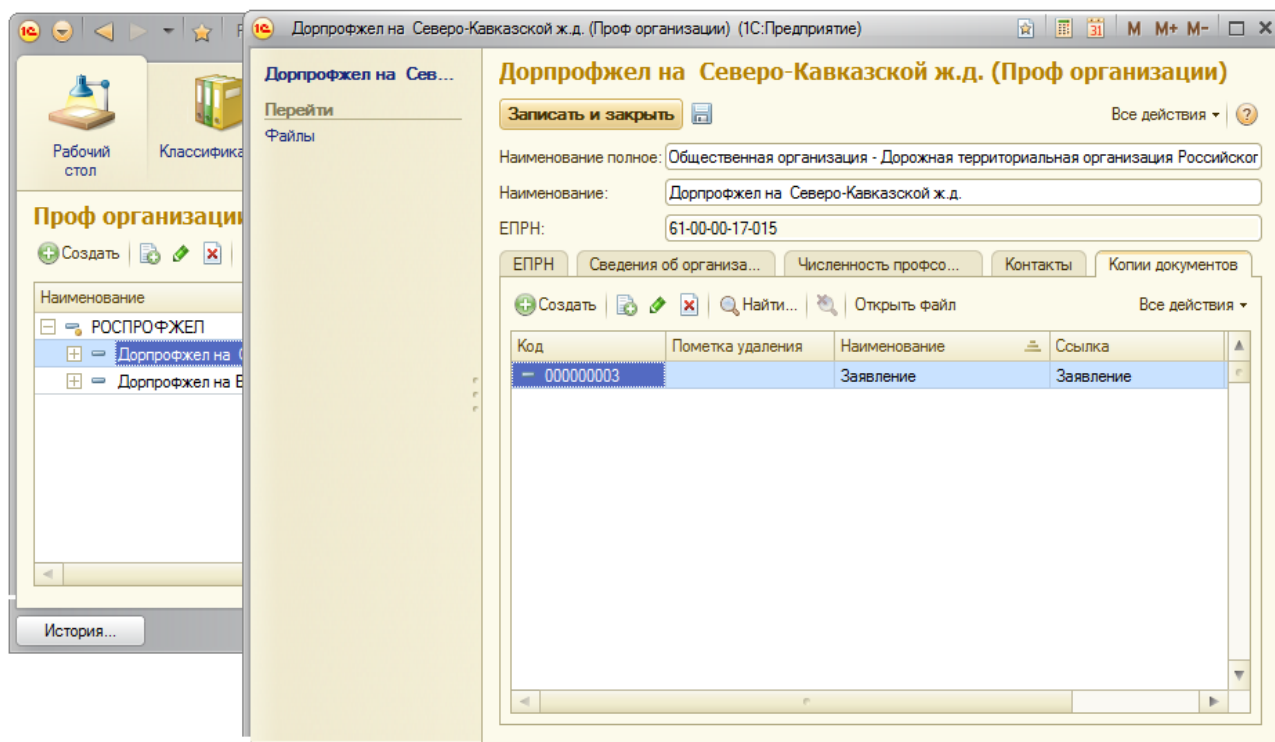 Дорпрофжел на Северо-Кавказской ж.д. (Проф организации) (1С:Предприятие)
M M+ M-
Рабочий
стол
Проф организации
Создать
Наименование
РОСПРОФЖЕЛ
Дорпрофжел на
Дорпрофжел на В
История...
Дорпрофжел на Сев...
Перейти
Файлы
Дорпрофжел на Северо-Кавказской ж.д. (Проф организации)
Записать и закрыть
Все действия
Наименование полное: Общественная организация - Дорожная территориальная организация Российског
Наименование: Дорпрофжел на Северо-Кавказской ж.д.
ЕПРН: 61-00-00-17-015
ЕПРН Сведения об организа... Численность профсо... Контакты Копии документов
Создать Найти... Открыть файл Все действия
Код Пометка удаления Наименование Ссылка
000000003 Заявление Заявление